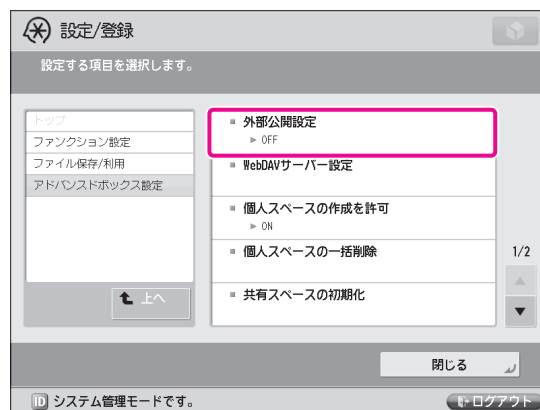 設定/登録
設定する項目を選択します。
トップ
ファンクション設定
ファイル保存/利用
アドバンスドボックス設定
上へ
外部公開設定
► OFF
WebDAVサーバー設定
個人スペースの作成を許可
► ON
個人スペースの一括削除
共有スペースの初期化
1/2
閉じる
ID システム管理モードです。
ログアウト